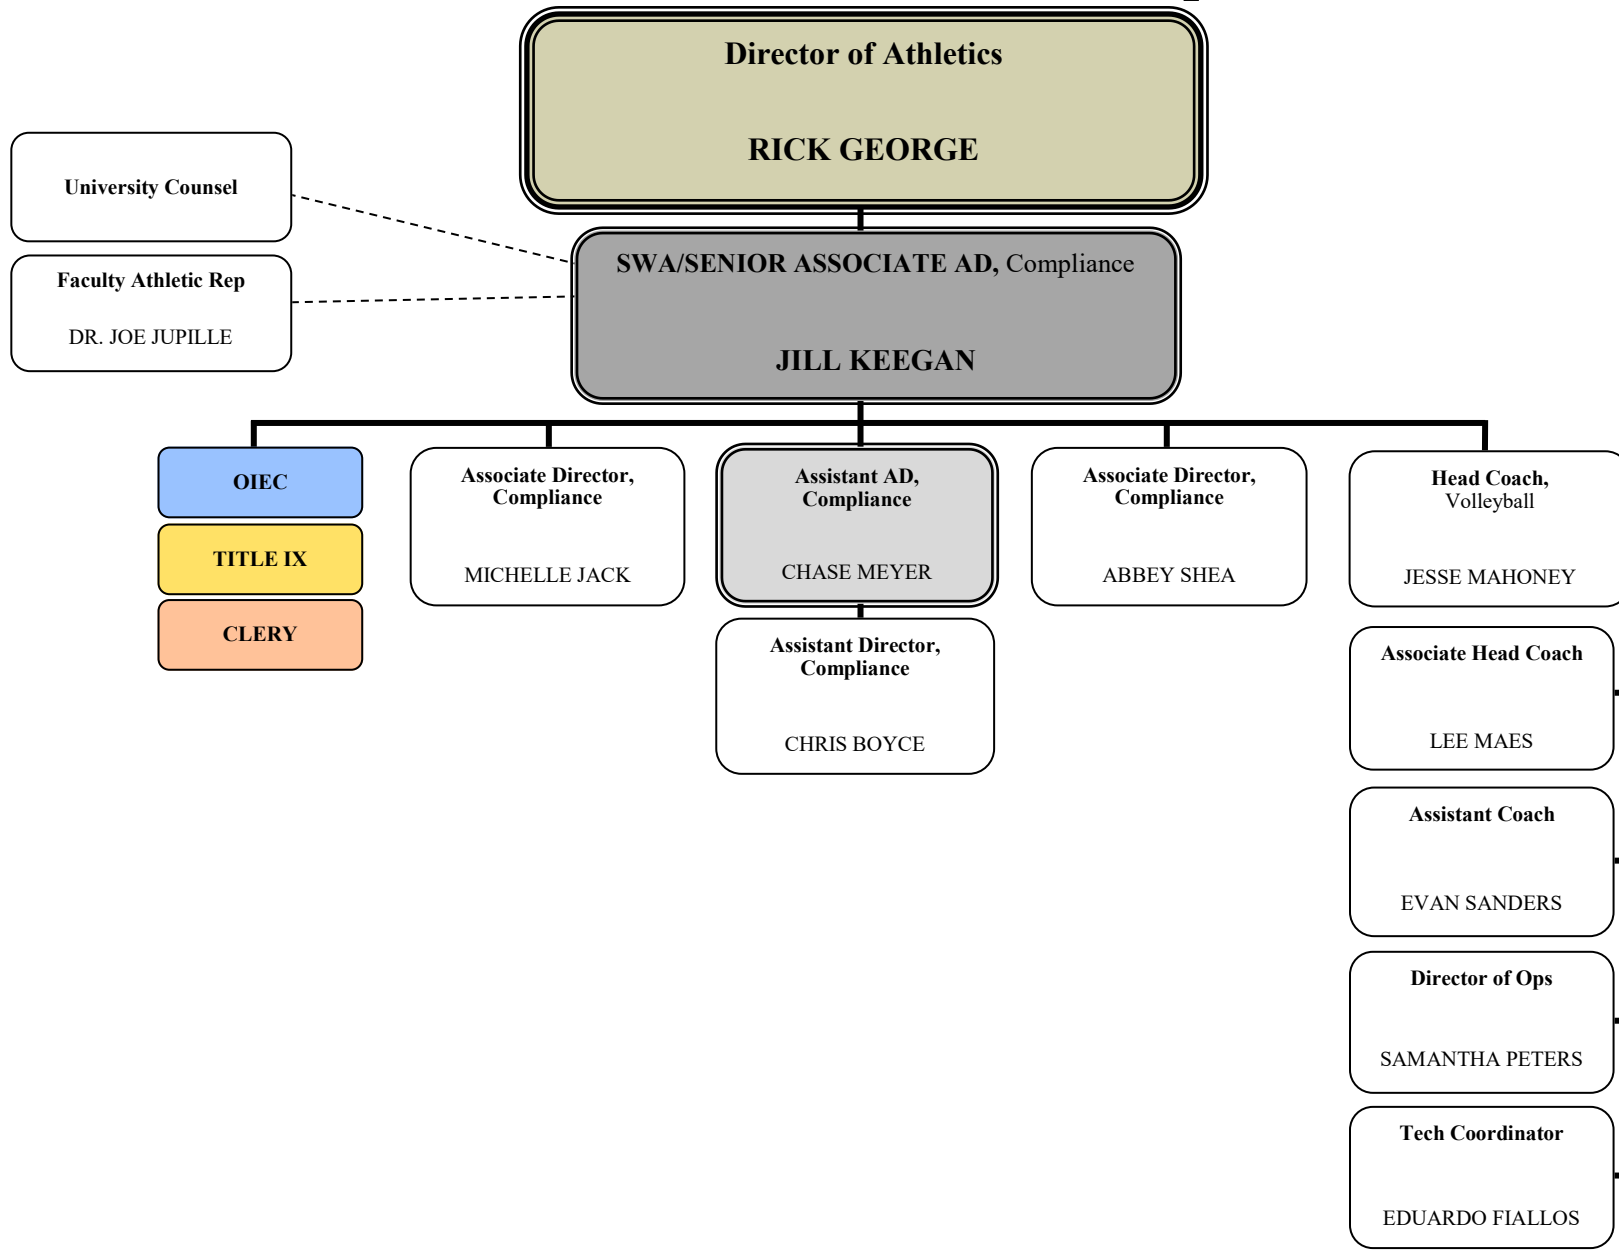 Director of Athletics
RICK GEORGE
University Counsel
Faculty Athletic Rep
DR. JOE JUPILLE
SWA/SENIOR ASSOCIATE AD, Compliance
JILL KEEGAN
OIEC
TITLE IX
CLERY
Associate Director,
Compliance
MICHELLE JACK
Assistant AD,
Compliance
CHASE MEYER
Assistant Director,
Compliance
CHRIS BOYCE
Associate Director,
Compliance
ABBEY SHEA
Head Coach,
Volleyball
JESSE MAHONEY
Associate Head Coach
LEE MAES
Assistant Coach
EVAN SANDERS
Director of Ops
SAMANTHA PETERS
Tech Coordinator
EDUARDO FIALLOS